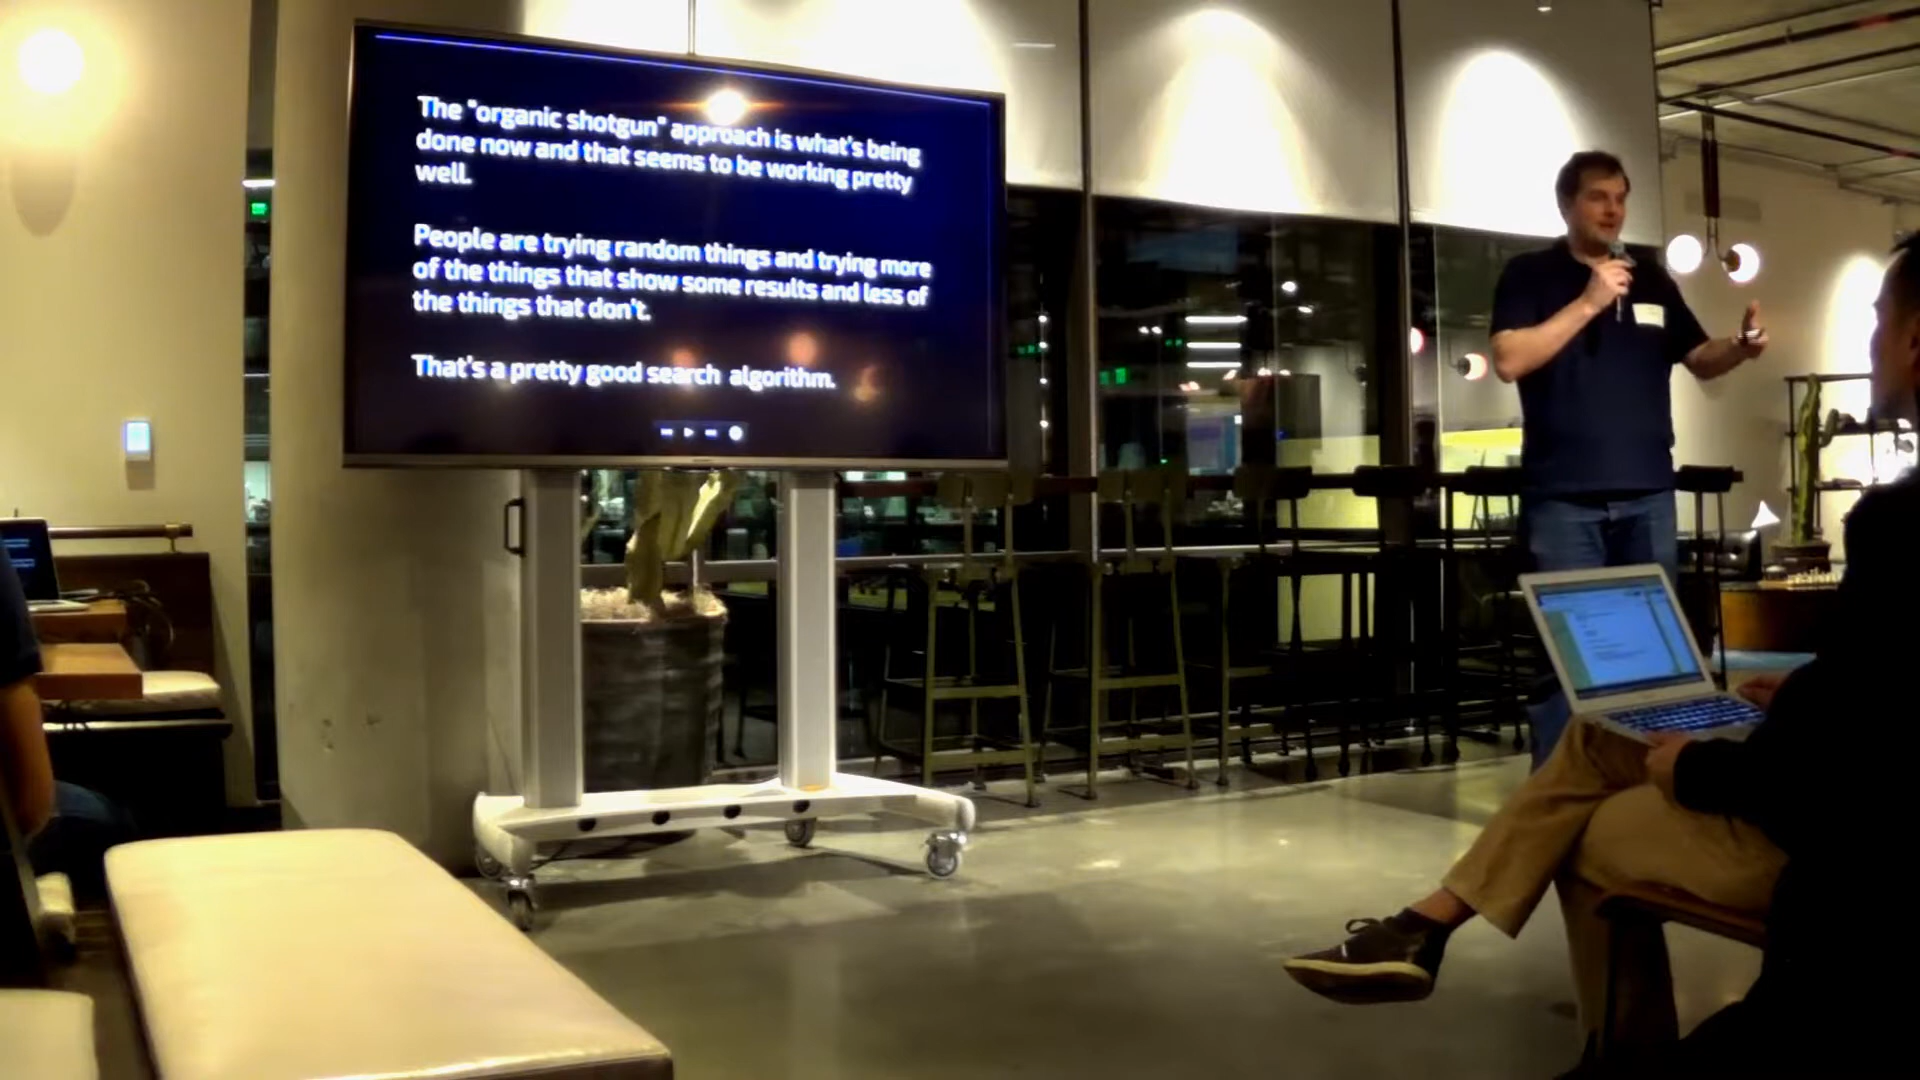 The "organic shotgun" approach is what's being
done now and that seems to be working pretty
well.
People are trying random things and trying more
of the things that show some results and less of
the things that don't.
That's a pretty good search algorithm.